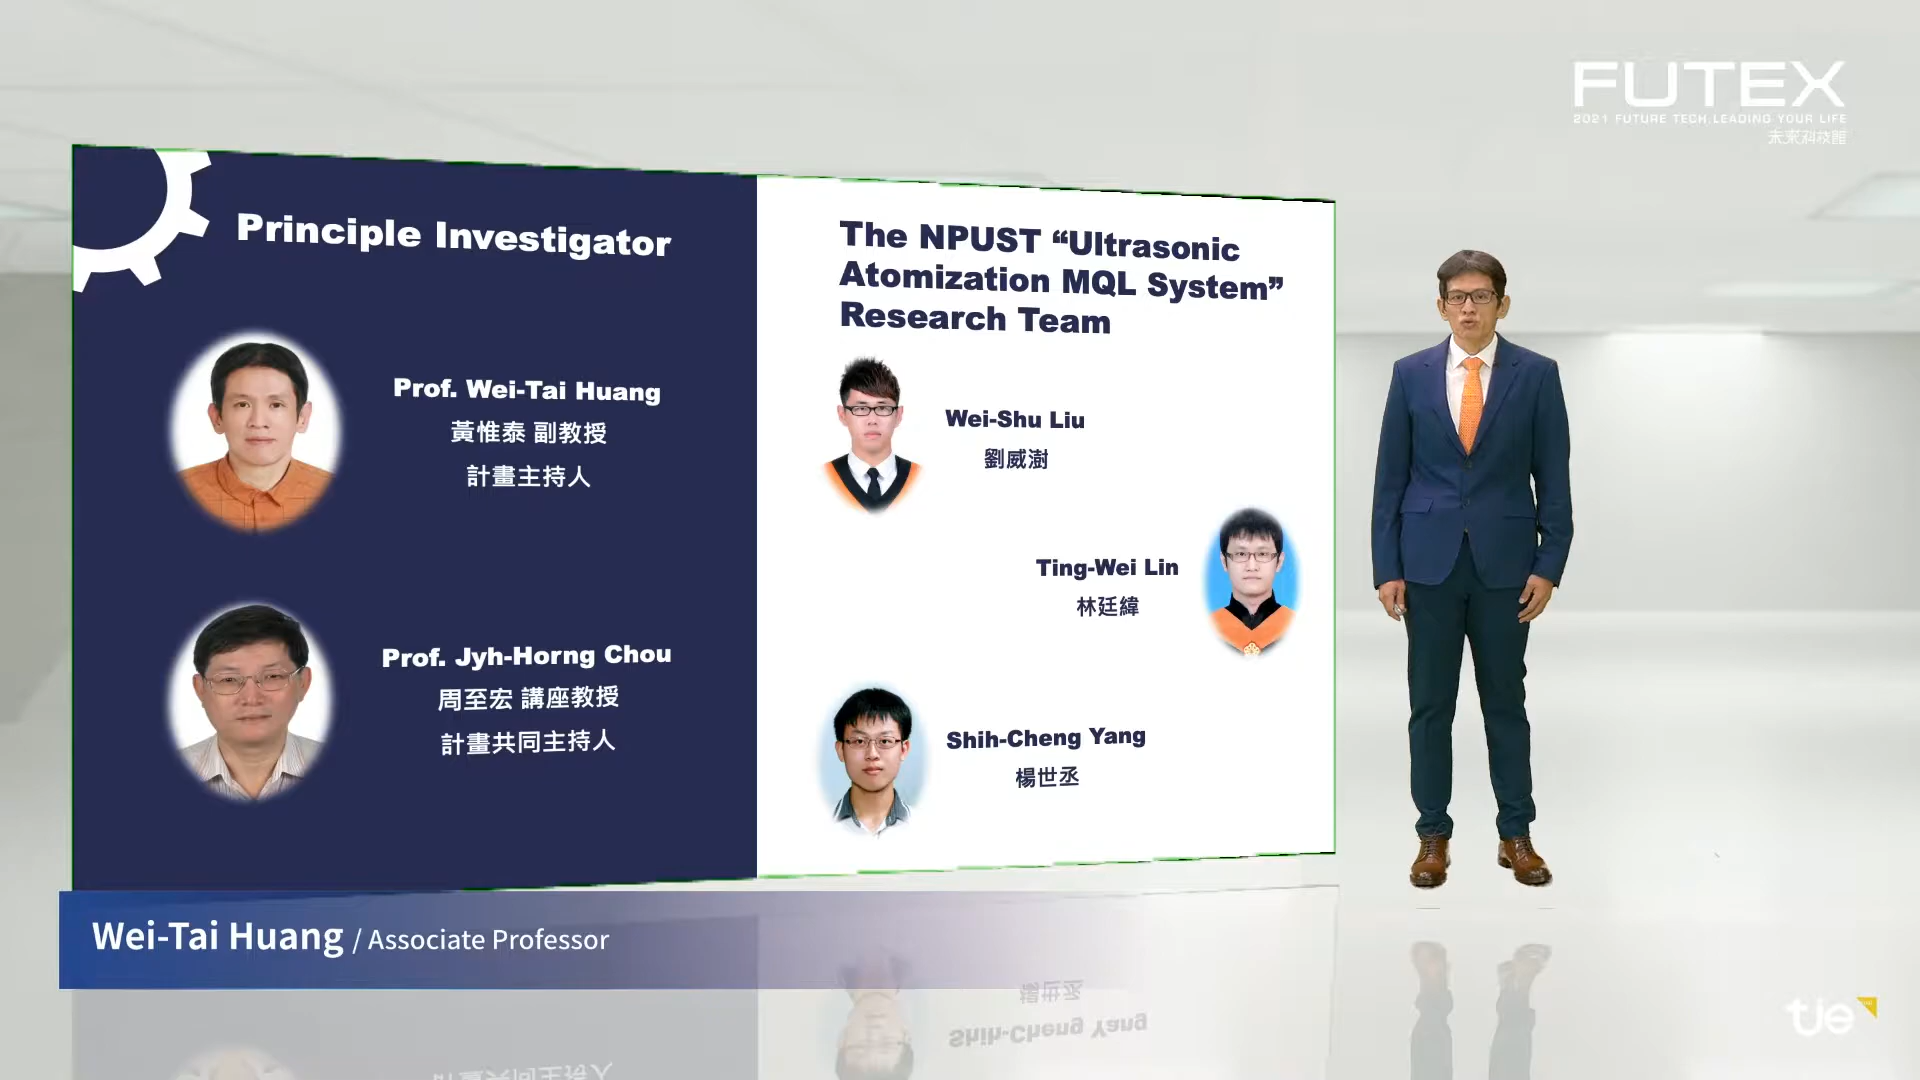 FUTEX
2021 FUTURE TECH.LEADING YOUR LIFE
未來科技館
Principle Investigator
Prof. Wei-Tai Huang
黃惟泰 副教授
計畫主持人
Prof. Jyh-Horng Chou
周至宏 講座教授
計畫共同主持人
The NPUST “Ultrasonic
Atomization MQL System”
Research Team
Wei-Shu Liu
劉威澍
Ting-Wei Lin
林廷緯
Shih-Cheng Yang
楊世丞
Wei-Tai Huang / Associate Professor
tie